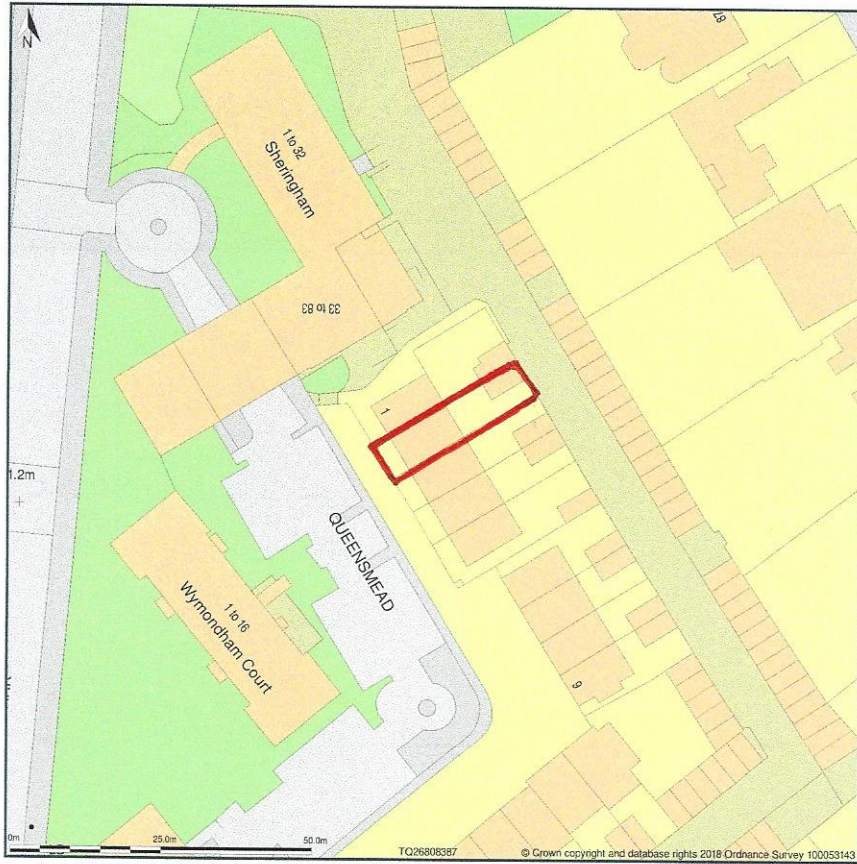 N
87
1 to 32
Sheringham
33 to 83
1
1.2m
QUEENSMEAD
1 to 16
Wymondham Court
9
0m
25.0m
50.0m
TQ26808387
© Crown copyright and database rights 2018 Ordnance Survey 100053143